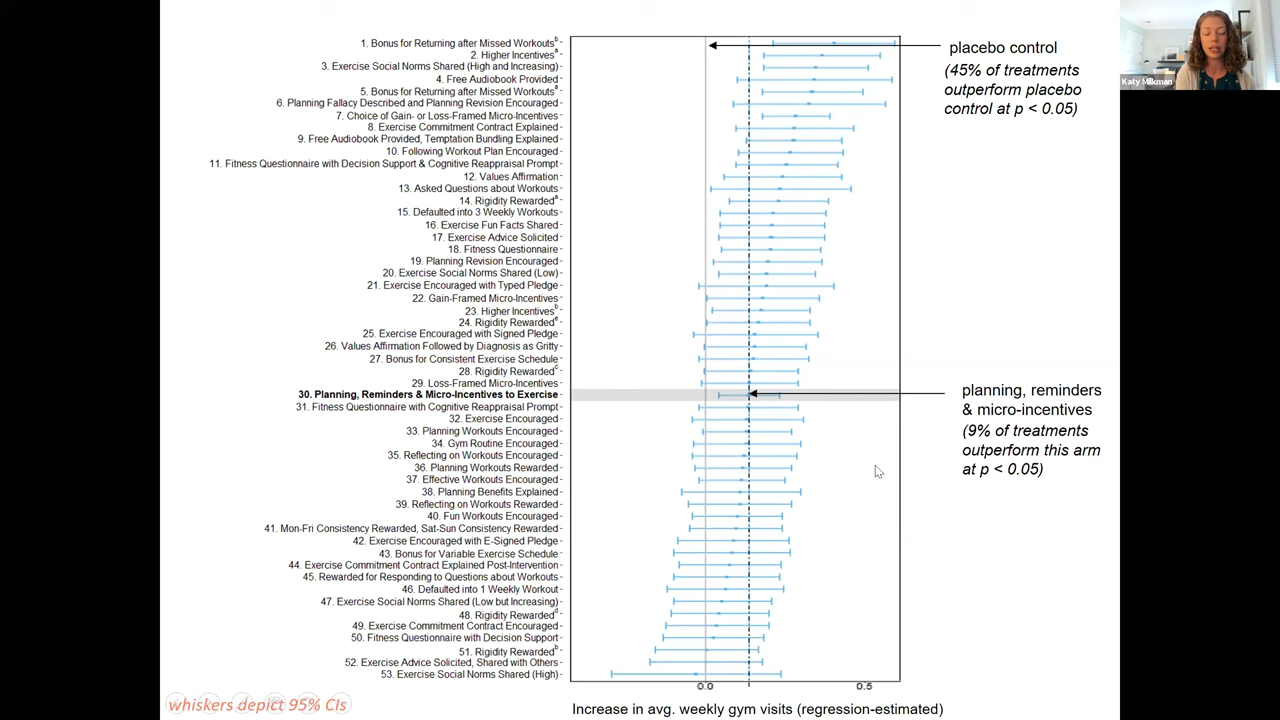 1. Bonus for Returning after Missed Workouts^b
2. Higher Incentives^a
3. Exercise Social Norms Shared (High and Increasing)
4. Free Audiobook Provided
5. Bonus for Returning after Missed Workouts^a
6. Planning Fallacy Described and Planning Revision Encouraged
7. Choice of Gain- or Loss-Framed Micro-Incentives
8. Exercise Commitment Contract Explained
9. Free Audiobook Provided, Temptation Bundling Explained
10. Following Workout Plan Encouraged
11. Fitness Questionnaire with Decision Support & Cognitive Reappraisal Prompt
12. Values Affirmation
13. Asked Questions about Workouts
14. Rigidity Rewarded^a
15. Defaulted into 3 Weekly Workouts
16. Exercise Fun Facts Shared
17. Exercise Advice Solicited
18. Fitness Questionnaire
19. Planning Revision Encouraged
20. Exercise Social Norms Shared (Low)
21. Exercise Encouraged with Typed Pledge
22. Gain-Framed Micro-Incentives
23. Higher Incentives^b
24. Rigidity Rewarded^e
25. Exercise Encouraged with Signed Pledge
26. Values Affirmation Followed by Diagnosis as Gritty
27. Bonus for Consistent Exercise Schedule
28. Rigidity Rewarded^c
29. Loss-Framed Micro-Incentives
30. Planning, Reminders & Micro-Incentives to Exercise
31. Fitness Questionnaire with Cognitive Reappraisal Prompt
32. Exercise Encouraged
33. Planning Workouts Encouraged
34. Gym Routine Encouraged
35. Reflecting on Workouts Encouraged
36. Planning Workouts Rewarded
37. Effective Workouts Encouraged
38. Planning Benefits Explained
39. Reflecting on Workouts Rewarded
40. Fun Workouts Encouraged
41. Mon-Fri Consistency Rewarded, Sat-Sun Consistency Rewarded
42. Exercise Encouraged with E-Signed Pledge
43. Bonus for Variable Exercise Schedule
44. Exercise Commitment Contract Explained Post-Intervention
45. Rewarded for Responding to Questions about Workouts
46. Defaulted into 1 Weekly Workout
47. Exercise Social Norms Shared (Low but Increasing)
48. Rigidity Rewarded^d
49. Exercise Commitment Contract Encouraged
50. Fitness Questionnaire with Decision Support
51. Rigidity Rewarded^b
52. Exercise Advice Solicited, Shared with Others
53. Exercise Social Norms Shared (High)
0.0 0.5
Increase in avg. weekly gym visits (regression-estimated)
whiskers depict 95% CIs
placebo control
(45% of treatments
outperform placebo
control at p < 0.05)
planning, reminders
& micro-incentives
(9% of treatments
outperform this arm
at p < 0.05)
Katy Milkman